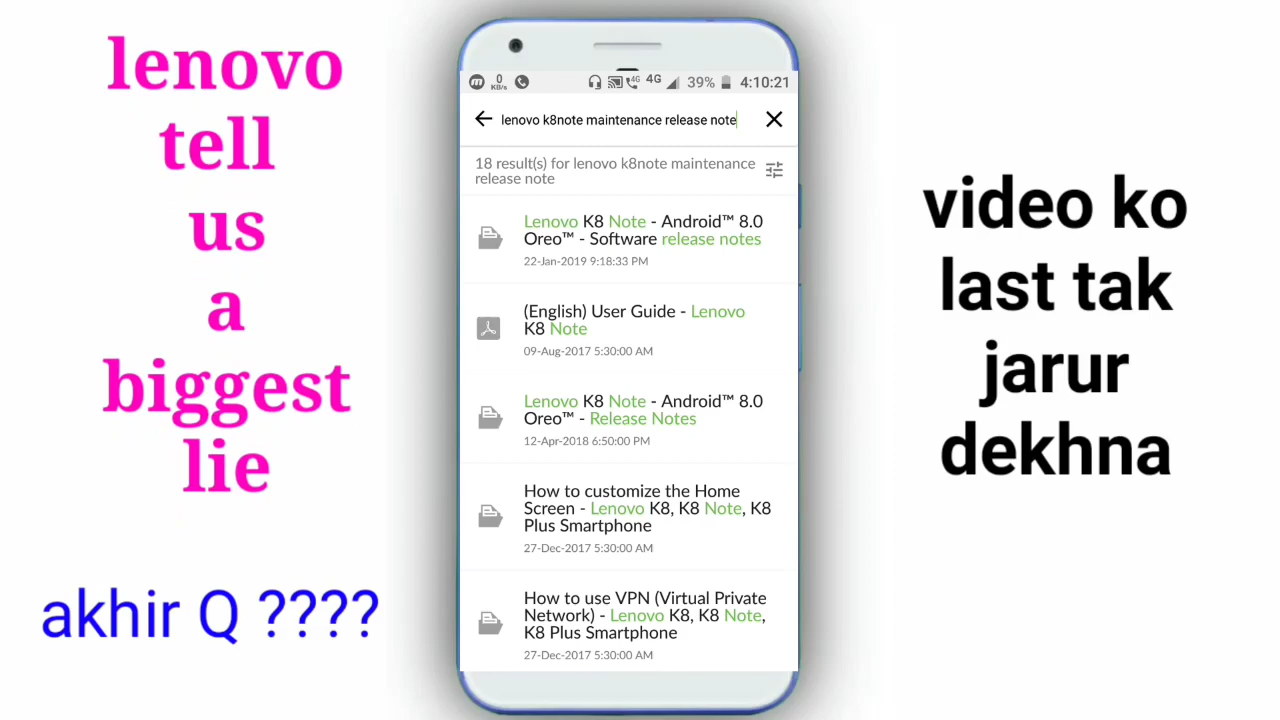 lenovo
tell
us
a
biggest
lie
akhir Q ????
0
KB/s
4G
4G
39%
4:10:21
lenovo k8note maintenance release note
18 result(s) for lenovo k8note maintenance
release note
Lenovo K8 Note - Android™ 8.0
Oreo™ - Software release notes
22-Jan-2019 9:18:33 PM
(English) User Guide - Lenovo
K8 Note
09-Aug-2017 5:30:00 AM
Lenovo K8 Note - Android™ 8.0
Oreo™ - Release Notes
12-Apr-2018 6:50:00 PM
How to customize the Home
Screen - Lenovo K8, K8 Note, K8
Plus Smartphone
27-Dec-2017 5:30:00 AM
How to use VPN (Virtual Private
Network) - Lenovo K8, K8 Note,
K8 Plus Smartphone
27-Dec-2017 5:30:00 AM
video ko
last tak
jarur
dekhna